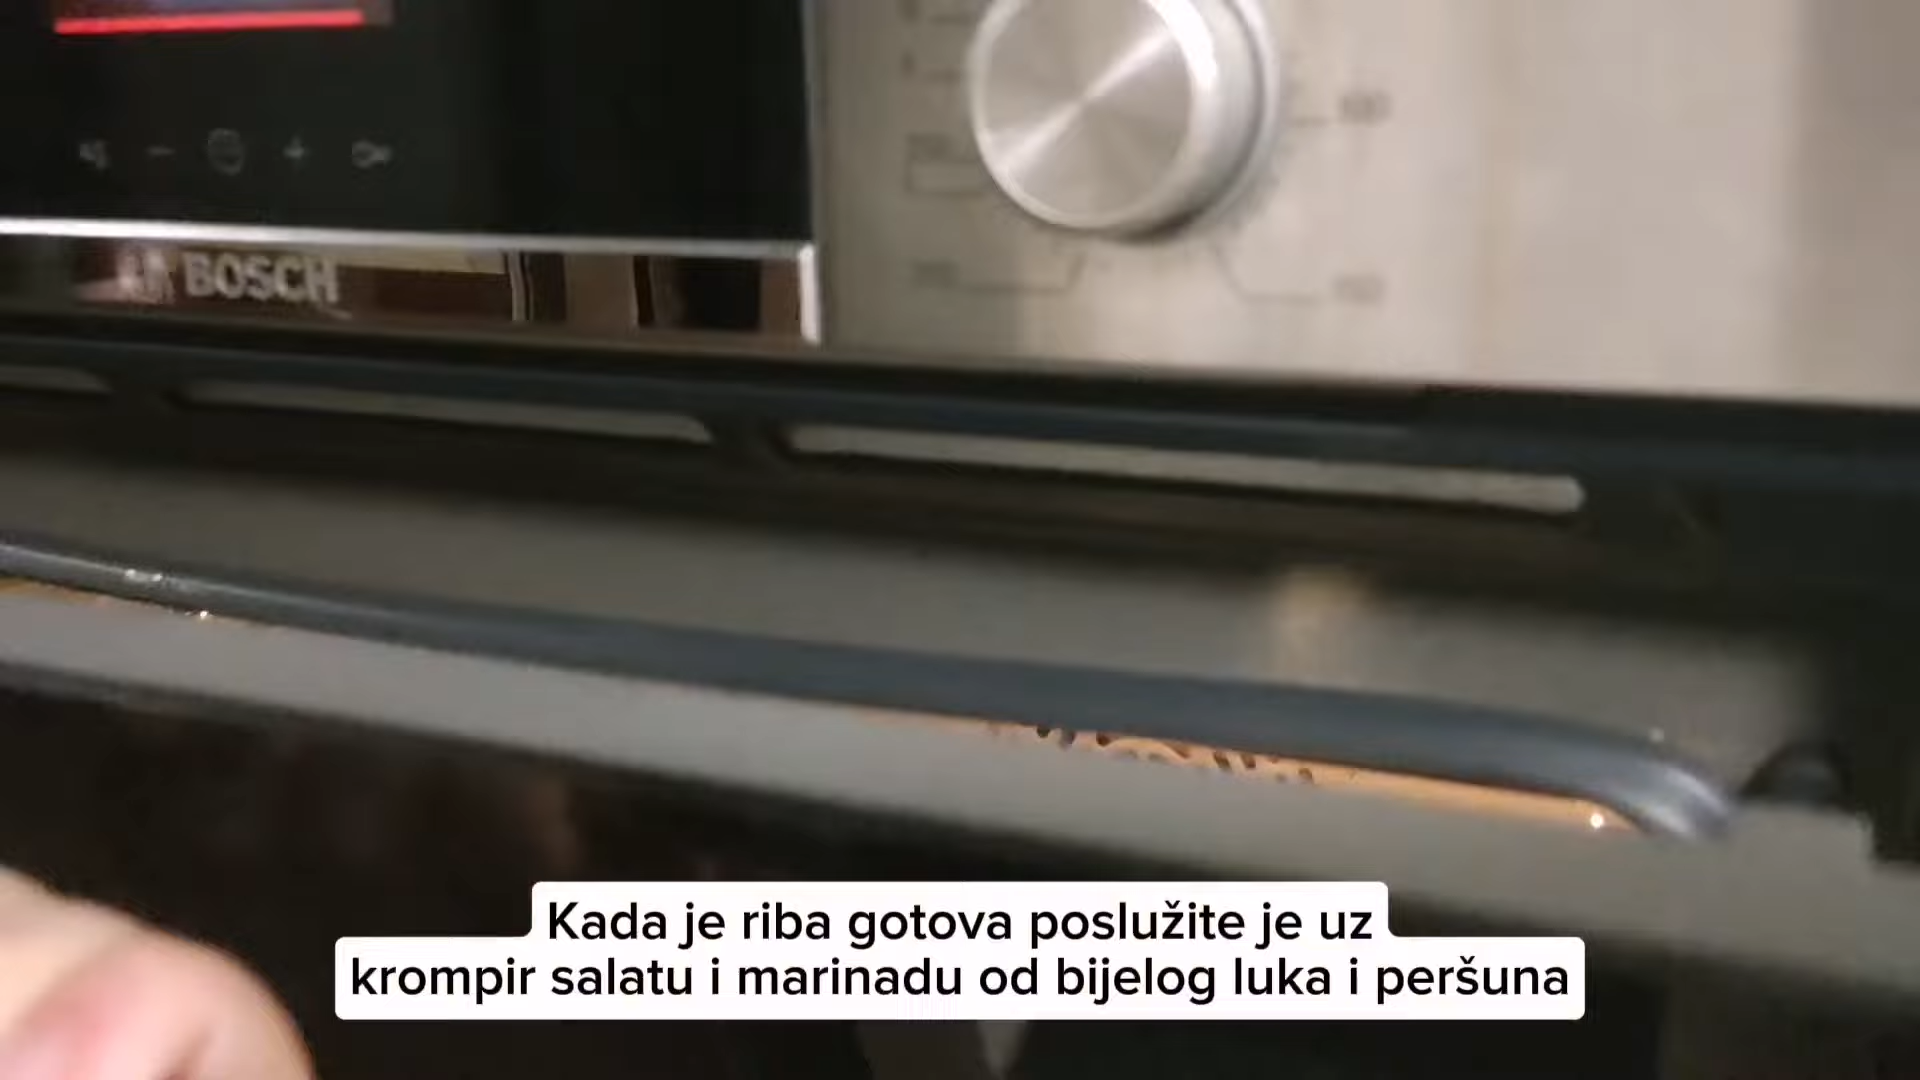 BOSCH
Kada je riba gotova poslužite je uz
krompir salatu i marinadu od bijelog luka i peršuna